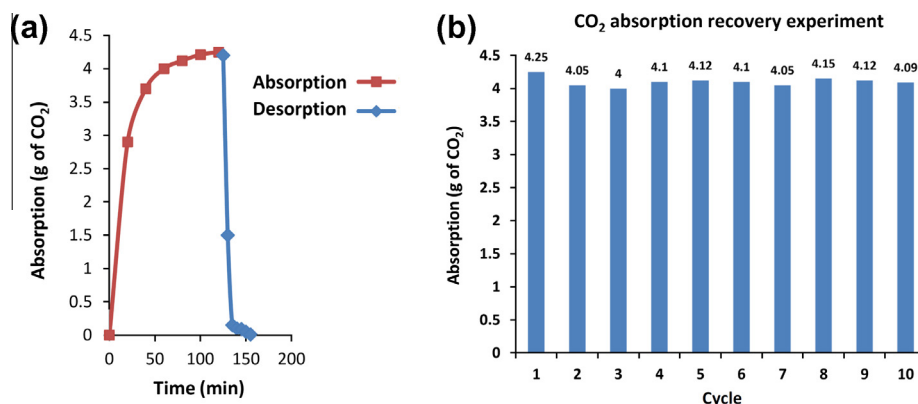 (a)
Absorption (g of CO₂)
4.5
4
3.5
3
2.5
2
1.5
1
0.5
0
0 50 100 150 200
Time (min)
Absorption
Desorption
(b)
CO₂ absorption recovery experiment
Absorption (g of CO₂)
4.5
4
3.5
3
2.5
2
1.5
1
0.5
0
4.25 4.05 4 4.1 4.12 4.1 4.05 4.15 4.12 4.09
1 2 3 4 5 6 7 8 9 10
Cycle